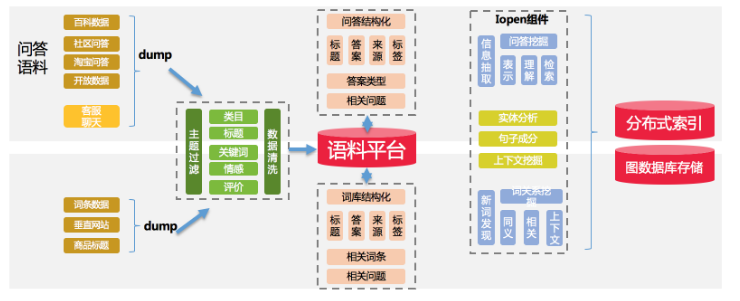 问答
语料
百科数据
社区问答
淘宝问答
开放数据
客服
聊天
dump
词条数据
垂直网站
商品标题
dump
主题过滤
类目
标题
关键词
情感
评价
数据清洗
问答结构化
标题
答案
来源
标签
答案类型
相关问题
语料平台
词库结构化
标题
答案
来源
标签
相关词条
相关问题
Iopen组件
信息抽取
问答挖掘
表示
理解
检索
实体分析
句子成分
上下文挖掘
新词发现
词关系挖
掘
同义
相关
上下文
分布式索引
图数据库存储